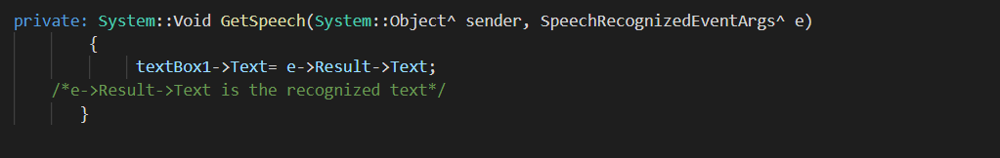 private: System::Void GetSpeech(System::Object^ sender, SpeechRecognizedEventArgs^ e)
{
textBox1->Text= e->Result->Text;
/*e->Result->Text is the recognized text*/
}